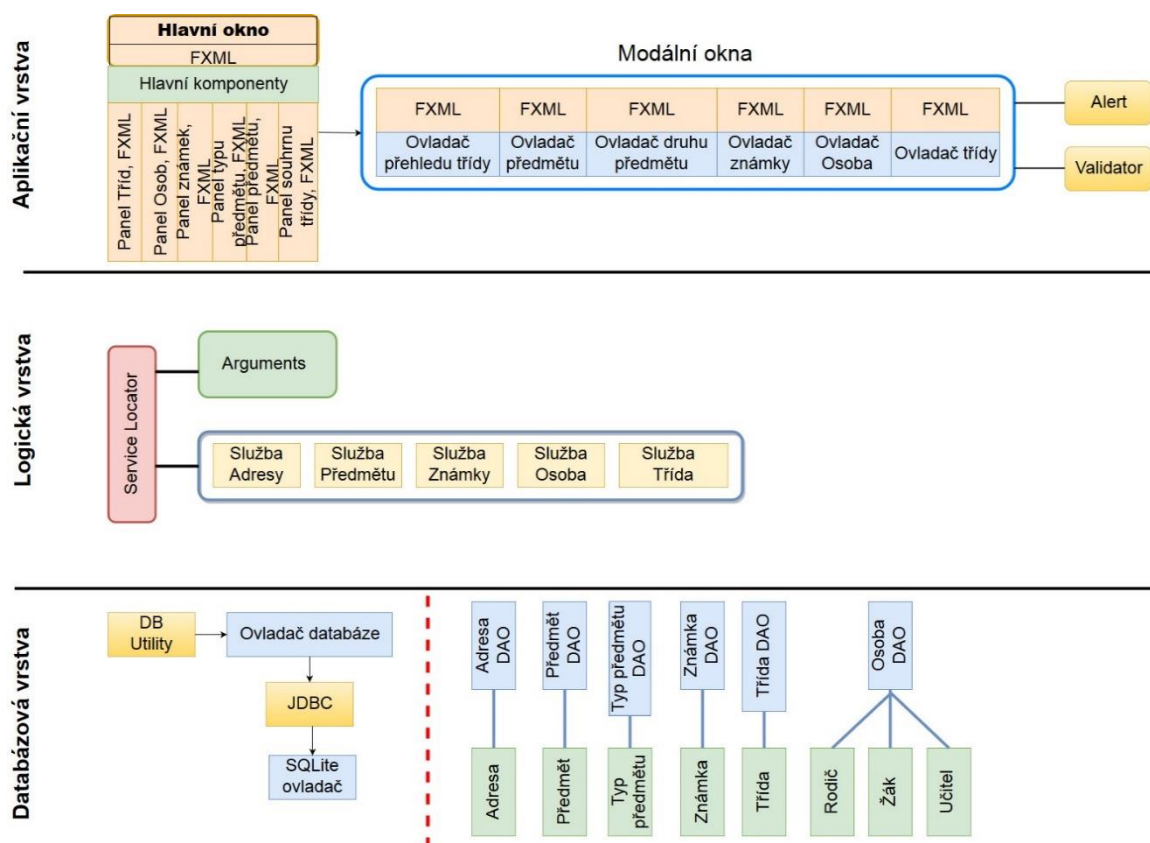 Aplikační vrstva
Hlavní okno
FXML
Hlavní komponenty
Panel Tříd, FXML
Panel Osob, FXML
Panel známek,
FXML
Panel typu
předmětu, FXML
Panel předmětu,
FXML
Panel souhrnu
třídy, FXML
Modální okna
FXML
FXML
FXML
FXML
FXML
FXML
Ovladač
přehledu třídy
Ovladač
předmětu
Ovladač druhu
předmětu
Ovladač
známky
Ovladač
Osoba
Ovladač třídy
Alert
Validator
Logická vrstva
Service Locator
Arguments
Služba
Adresy
Služba
Předmětu
Služba
Známky
Služba
Osoba
Služba
Třída
Databázová vrstva
DB
Utility
Ovladač databáze
JDBC
SQLite
ovladač
Adresa
DAO
Předmět
DAO
Typ předmětu
DAO
Známka
DAO
Třída DAO
Osoba
DAO
Adresa
Předmět
Typ
předmětu
Známka
Třída
Rodič
Žák
Učitel